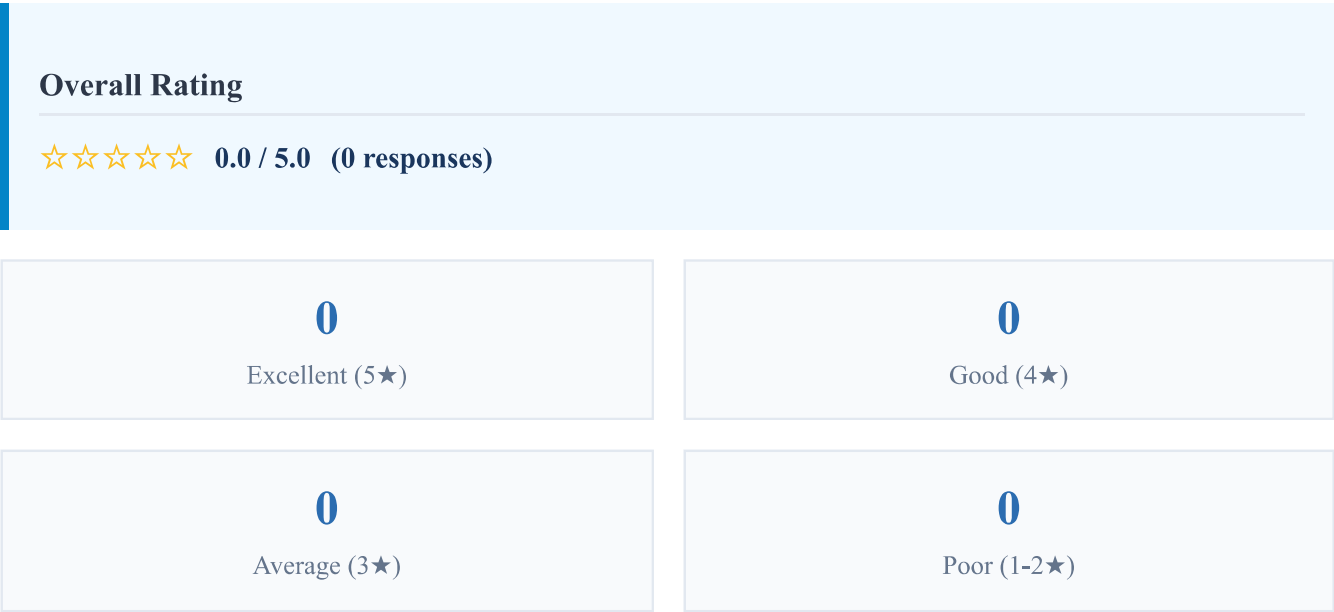 Overall Rating
☆☆☆☆☆ 0.0 / 5.0 (0 responses)
0
Excellent (5★)
0
Good (4★)
0
Average (3★)
0
Poor (1-2★)